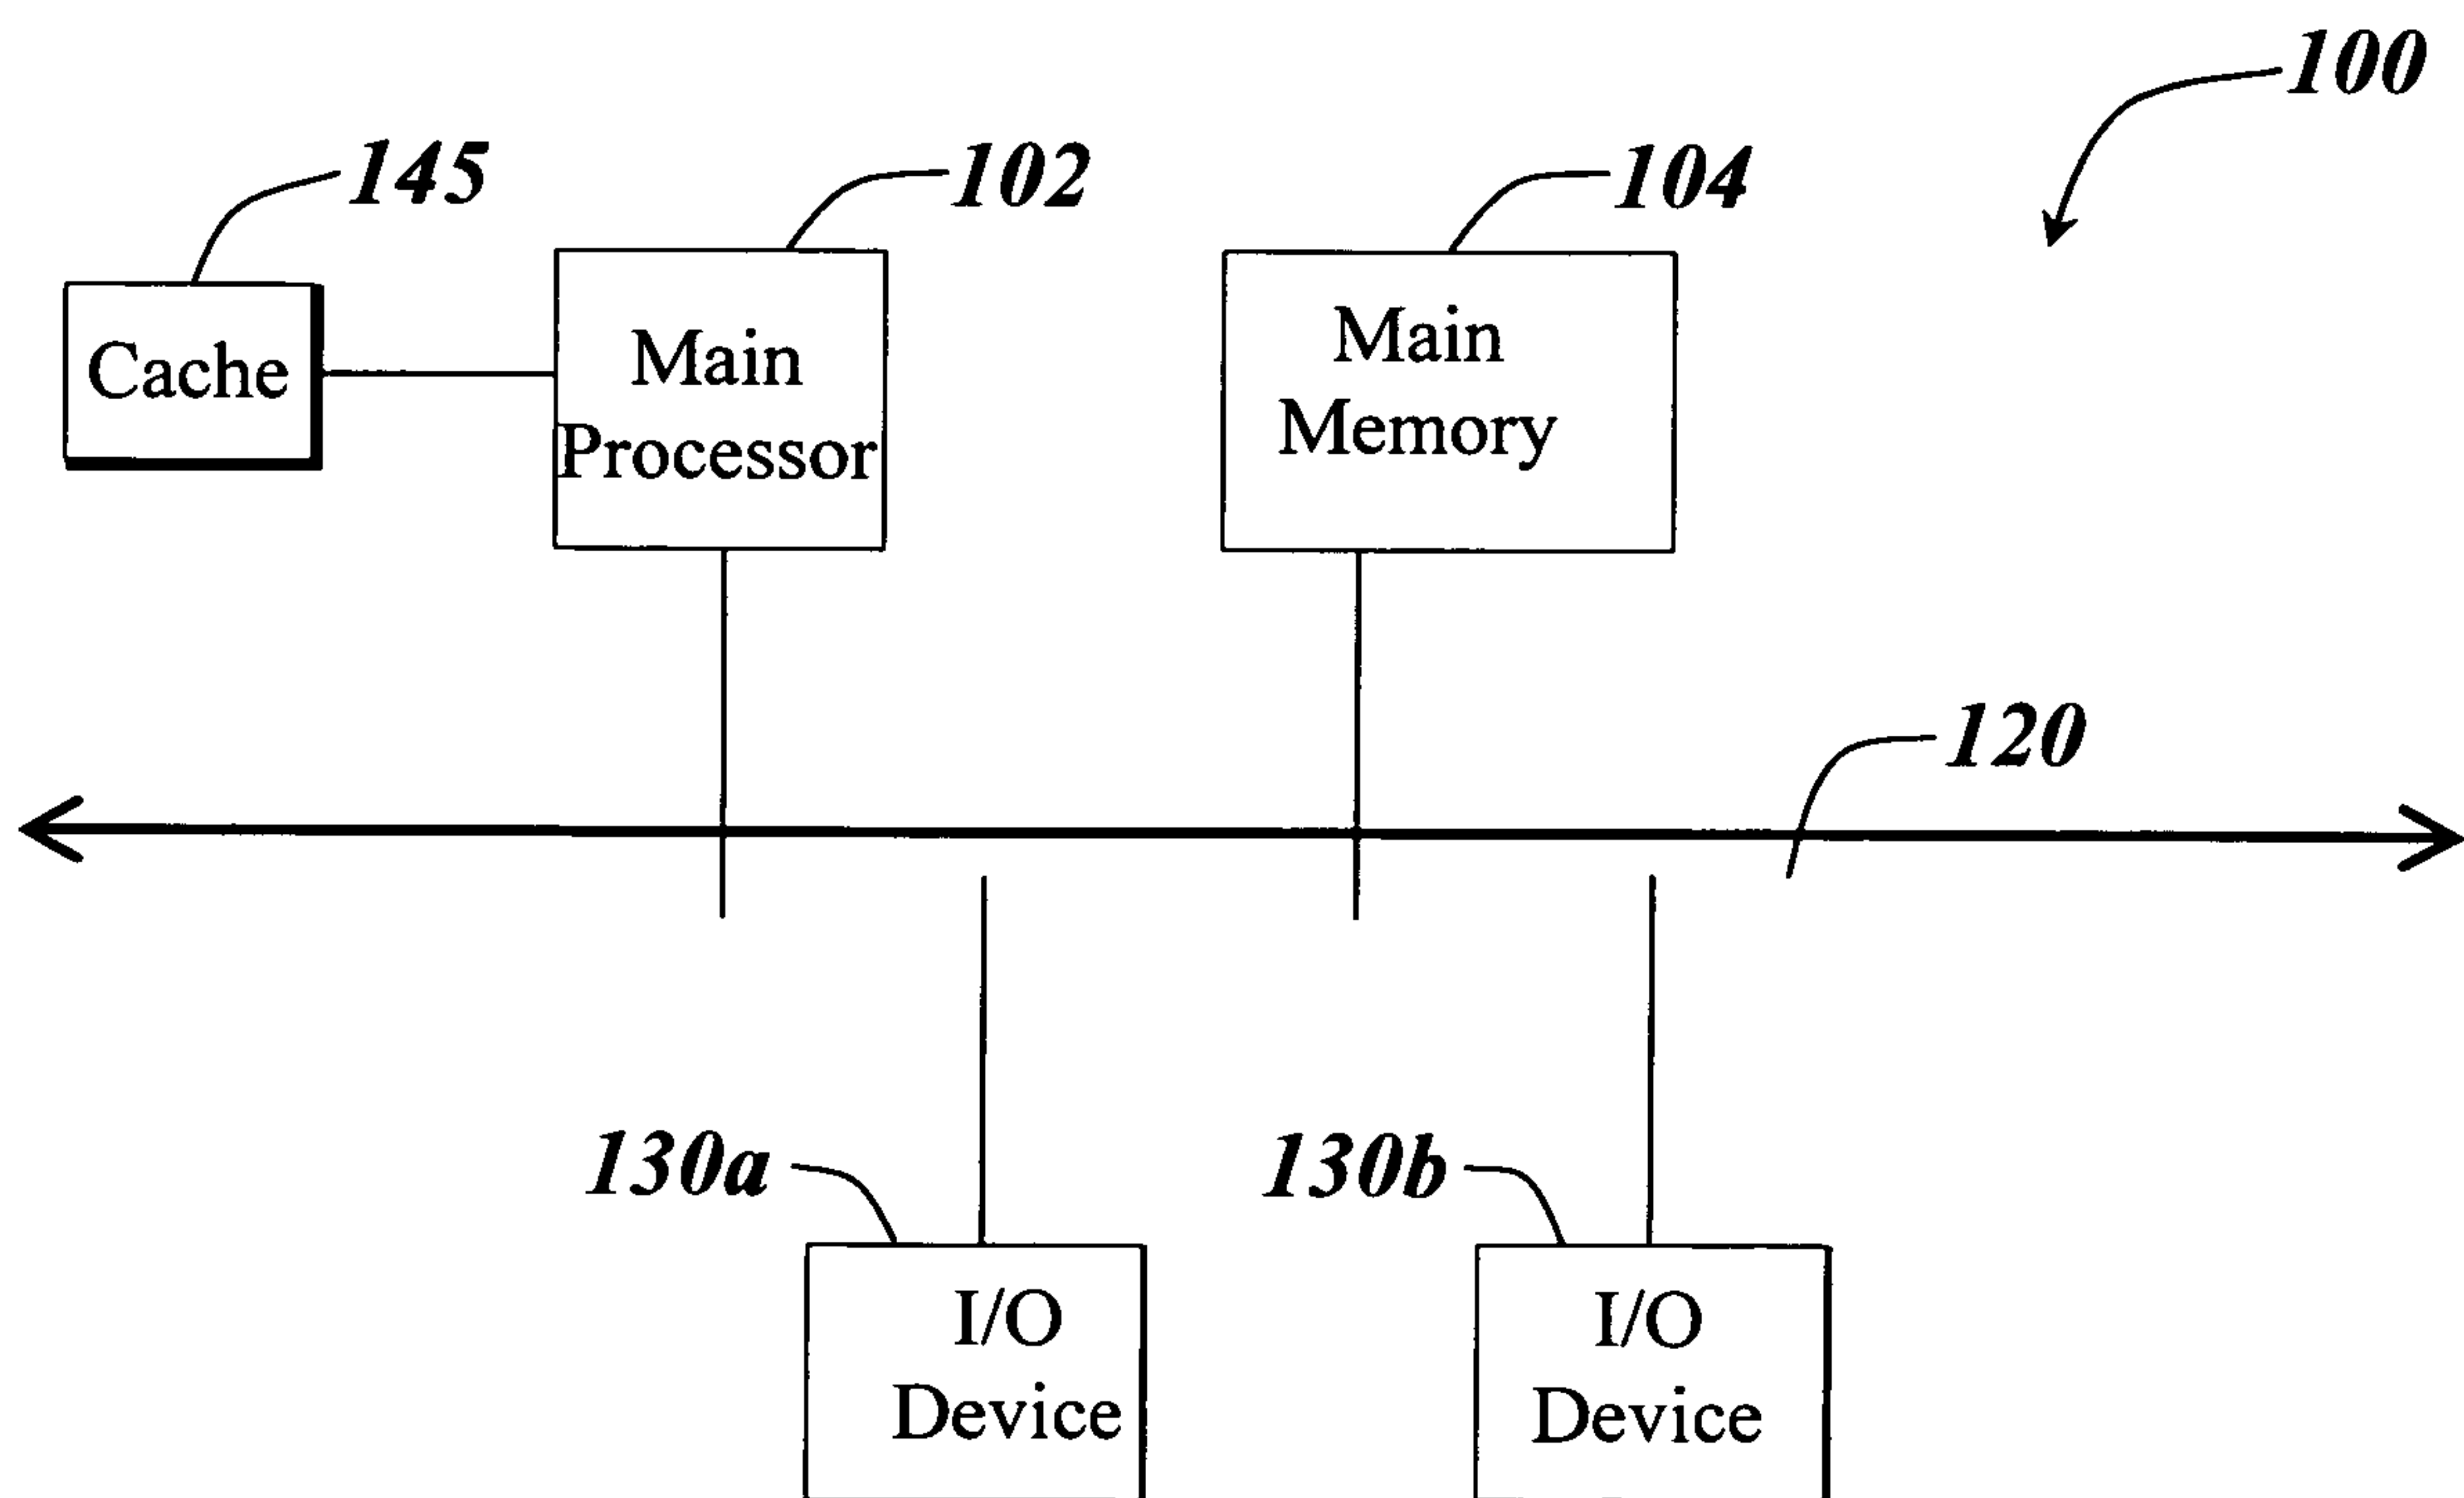 100
145
102
104
Cache
Main
Processor
Main
Memory
120
130a
130b
I/O
Device
I/O
Device